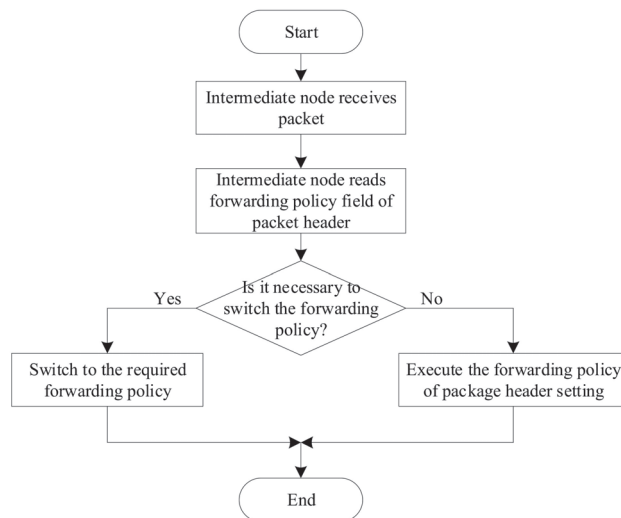 Start
Intermediate node receives
packet
Intermediate node reads
forwarding policy field of
packet header
Is it necessary to
switch the forwarding
policy?
Yes
No
Switch to the required
forwarding policy
Execute the forwarding policy
of package header setting
End